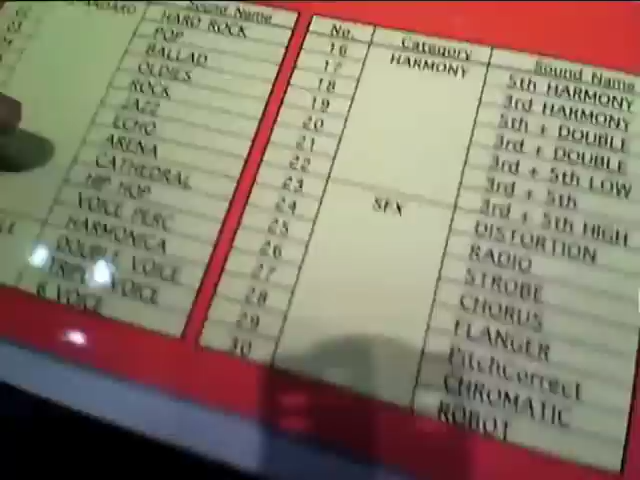 STANDARD Sound Name
HARD ROCK
POP
BALLAD
OLDIES
ROCK
JAZZ
ECHO
ARENA
CATHEDRAL
HIP HOP
VOICE PERC
HARMONICA
DOUBLE VOICE
VOICE
VOICE
No. Category Sound Name
16 HARMONY 5th HARMONY
17 3rd HARMONY
18 5th + DOUBLE
19 3rd + DOUBLE
20 3rd + 5th LOW
21 3rd + 5th
22 3rd + 5th HIGH
23 SFX DISTORTION
24 RADIO
25 STROBE
26 CHORUS
27 FLANGER
28 PitchCorrect
29 CHROMATIC
30 ROBOT